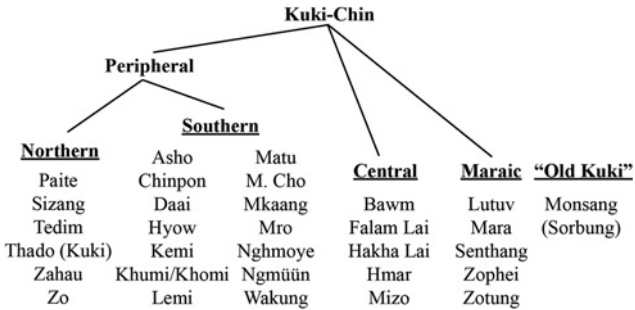 Kuki-Chin
Peripheral
Southern
Northern
Asho Matu
Central Maraic “Old Kuki”
Paite Chinpon M. Cho
Sizang Daai Mkaang Bawm Lutuv Monsang
Tedim Hyow Mro Falam Lai Mara (Sorbung)
Thado (Kuki) Kemi Nghmoye Hakha Lai Senthang
Zahau Khumi/Khomi Ngmüün Hmar Zophei
Zo Lemi Wakung Mizo Zotung